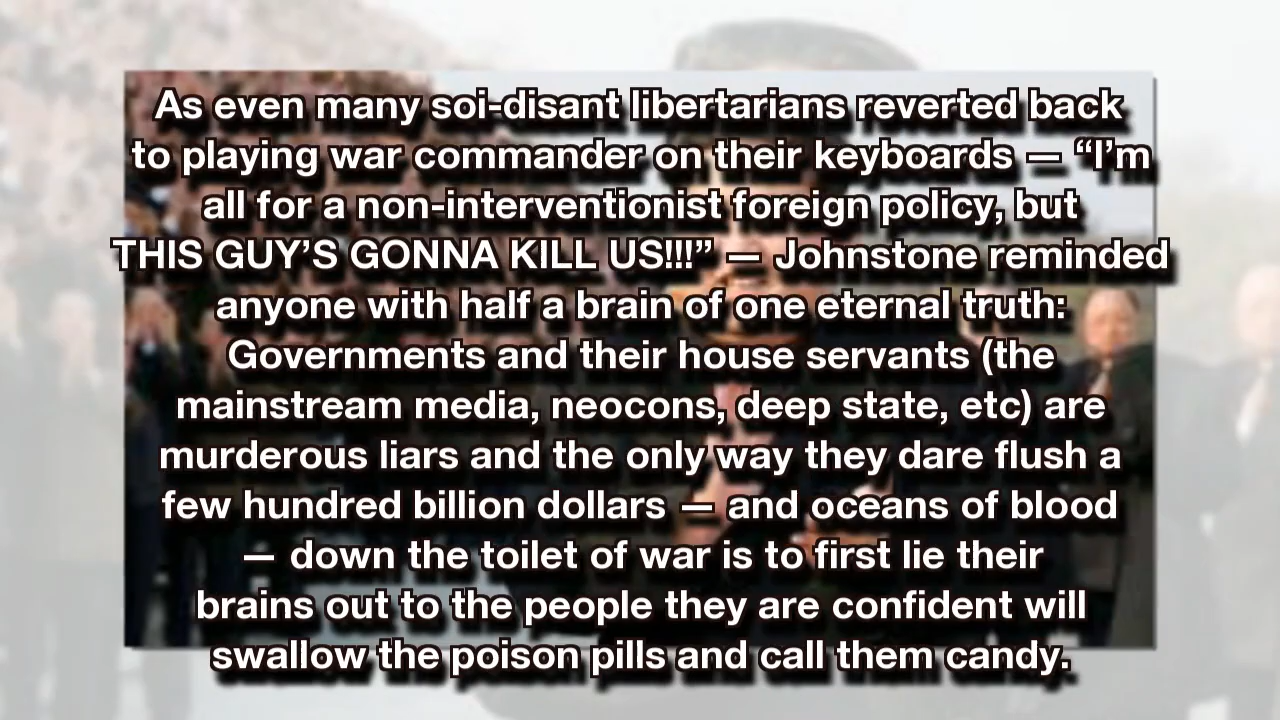 As even many soi-disant libertarians reverted back
to playing war commander on their keyboards — “I’m
all for a non-interventionist foreign policy, but
THIS GUY’S GONNA KILL US!!!” — Johnstone reminded
anyone with half a brain of one eternal truth:
Governments and their house servants (the
mainstream media, neocons, deep state, etc) are
murderous liars and the only way they dare flush a
few hundred billion dollars — and oceans of blood
— down the toilet of war is to first lie their
brains out to the people they are confident will
swallow the poison pills and call them candy.